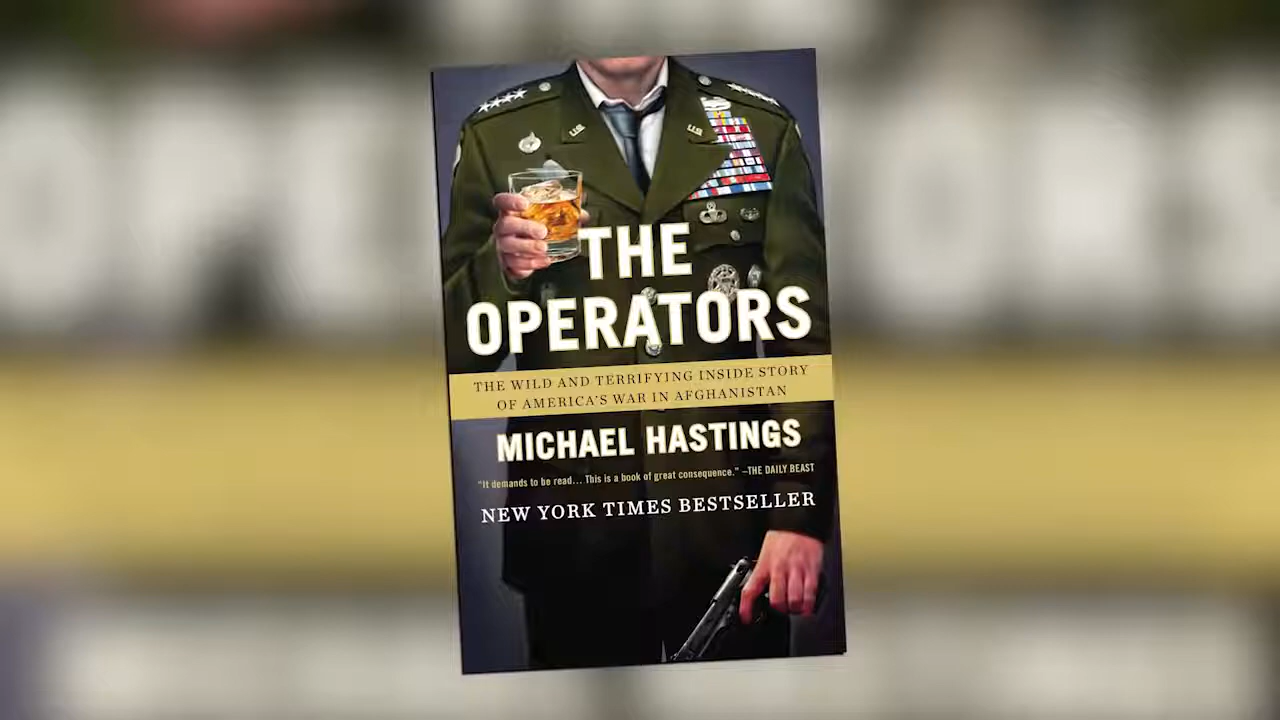 THE
OPERATORS
THE WILD AND TERRIFYING INSIDE STORY
OF AMERICA'S WAR IN AFGHANISTAN
MICHAEL HASTINGS
"It demands to be read... This is a book of great consequence." –THE DAILY BEAST
NEW YORK TIMES BESTSELLER